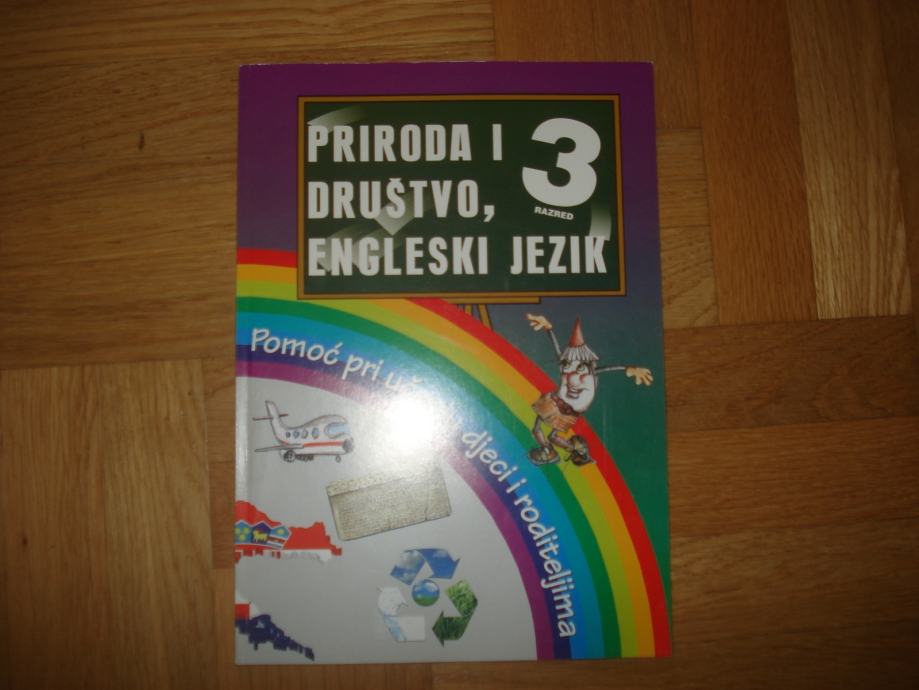 PRIRODA I
DRUŠTVO,
ENGLESKI JEZIK
3
RAZRED
Pomoć pri djeci i roditeljima